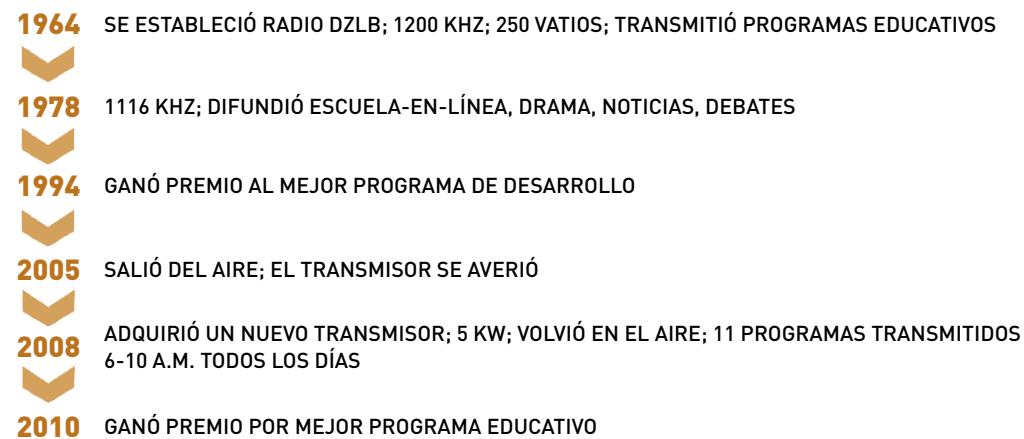 1964 SE ESTABLECIÓ RADIO DZLB; 1200 KHZ; 250 VATIOS; TRANSMITIÓ PROGRAMAS EDUCATIVOS
1978 1116 KHZ; DIFUNDIÓ ESCUELA-EN-LÍNEA, DRAMA, NOTICIAS, DEBATES
1994 GANÓ PREMIO AL MEJOR PROGRAMA DE DESARROLLO
2005 SALIÓ DEL AIRE; EL TRANSMISOR SE AVERIÓ
2008 ADQUIRIÓ UN NUEVO TRANSMISOR; 5 KW; VOLVIÓ EN EL AIRE; 11 PROGRAMAS TRANSMITIDOS
6-10 A.M. TODOS LOS DÍAS
2010 GANÓ PREMIO POR MEJOR PROGRAMA EDUCATIVO